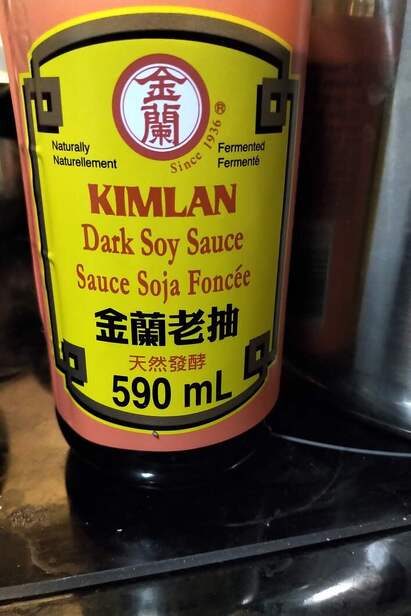 金蘭
®
Since 1936
Naturally
Naturellement
Fermented
Fermenté
KIMLAN
Dark Soy Sauce
Sauce Soja Foncée
金蘭老抽
天然發酵
590 mL